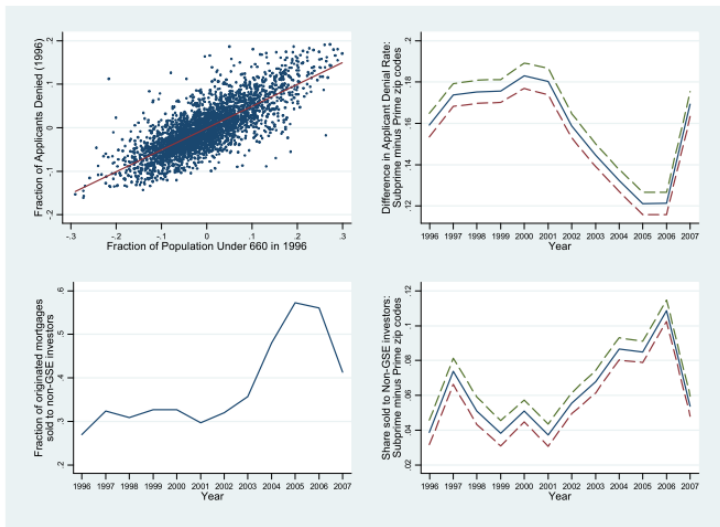 Fraction of Applicants Denied (1996)
.2
.1
0
-.1
-.2
-.3
-.2
-.1
0
.1
.2
.3
Fraction of Population Under 660 in 1996
Difference in Applicant Denial Rate:
Subprime minus Prime zip codes
.2
.18
.16
.14
.12
1996 1997 1998 1999 2000 2001 2002 2003 2004 2005 2006 2007
Year
Fraction of originated mortgages
sold to non-GSE investors
.6
.5
.4
.3
.2
1996 1997 1998 1999 2000 2001 2002 2003 2004 2005 2006 2007
Year
Share sold to Non-GSE investors:
Subprime minus Prime zip codes
.12
.1
.08
.06
.04
.02
1996 1997 1998 1999 2000 2001 2002 2003 2004 2005 2006 2007
Year